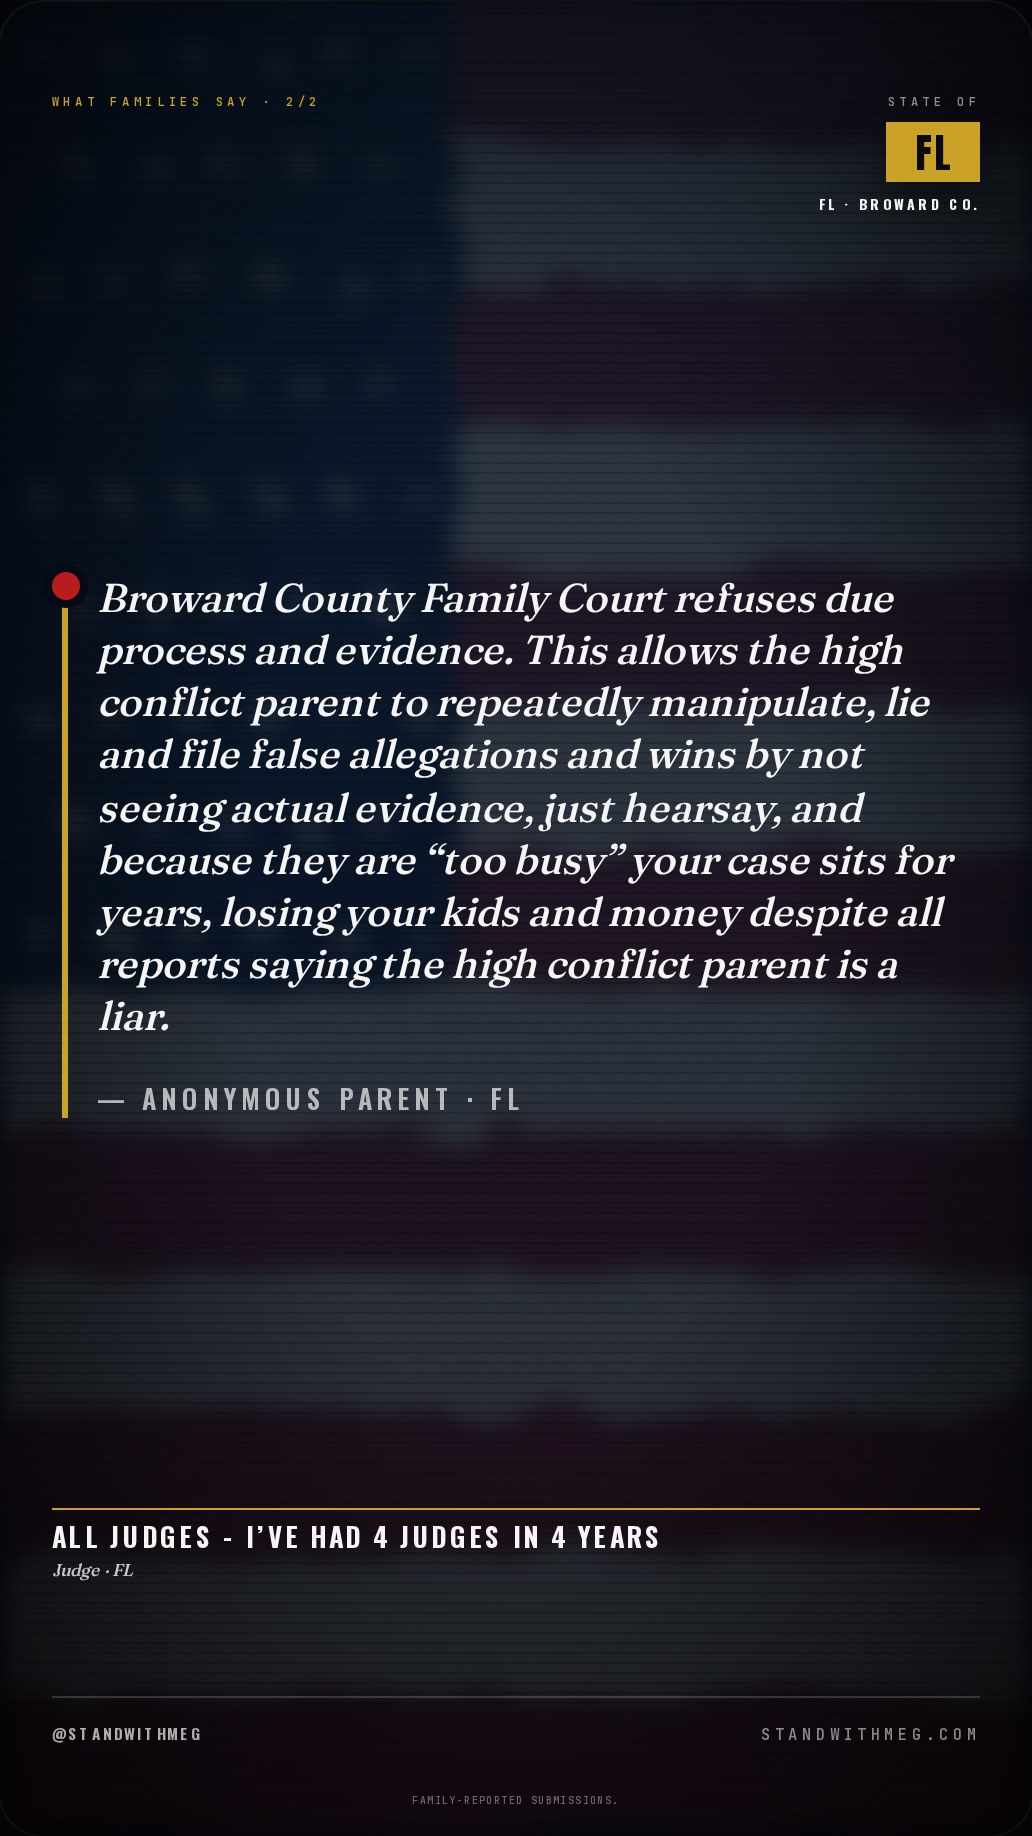 WHAT FAMILIES SAY · 2/2
STATE OF
FL
FL · BROWARD CO.
Broward County Family Court refuses due
process and evidence. This allows the high
conflict parent to repeatedly manipulate, lie
and file false allegations and wins by not
seeing actual evidence, just hearsay, and
because they are “too busy” your case sits for
years, losing your kids and money despite all
reports saying the high conflict parent is a
liar.
— ANONYMOUS PARENT · FL
ALL JUDGES - I’VE HAD 4 JUDGES IN 4 YEARS
Judge · FL
@STANDWITHMEG
STANDWITHMEG.COM
FAMILY-REPORTED SUBMISSIONS.